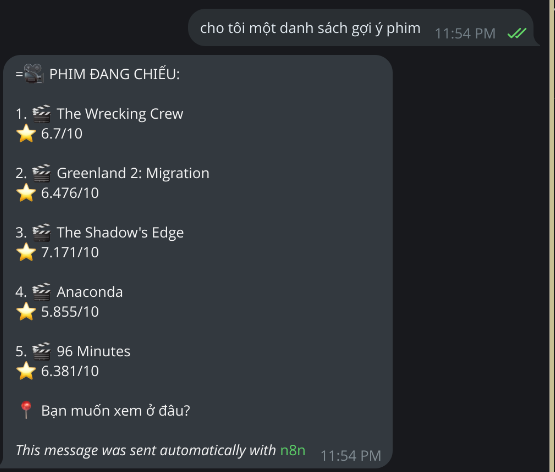 cho tôi một danh sách gợi ý phim 11:54 PM
=🎥 PHIM ĐANG CHIẾU:
1. 🎬 The Wrecking Crew
⭐ 6.7/10
2. 🎬 Greenland 2: Migration
⭐ 6.476/10
3. 🎬 The Shadow's Edge
⭐ 7.171/10
4. 🎬 Anaconda
⭐ 5.855/10
5. 🎬 96 Minutes
⭐ 6.381/10
📍 Bạn muốn xem ở đâu?
This message was sent automatically with n8n 11:54 PM